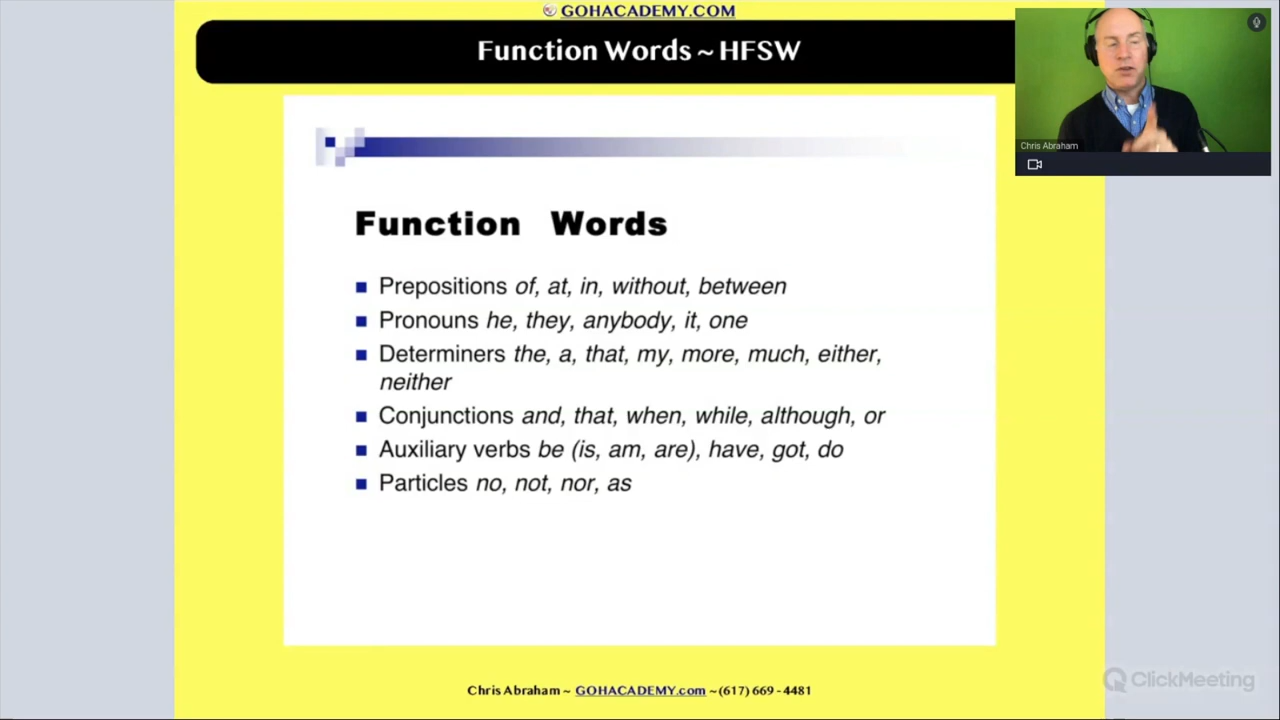 GOHACADEMY.COM
Function Words ~ HFSW
Chris Abraham
Function Words
Prepositions of, at, in, without, between
Pronouns he, they, anybody, it, one
Determiners the, a, that, my, more, much, either,
neither
Conjunctions and, that, when, while, although, or
Auxiliary verbs be (is, am, are), have, got, do
Particles no, not, nor, as
Chris Abraham ~ GOHACADEMY.com ~(617) 669 - 4481
ClickMeeting